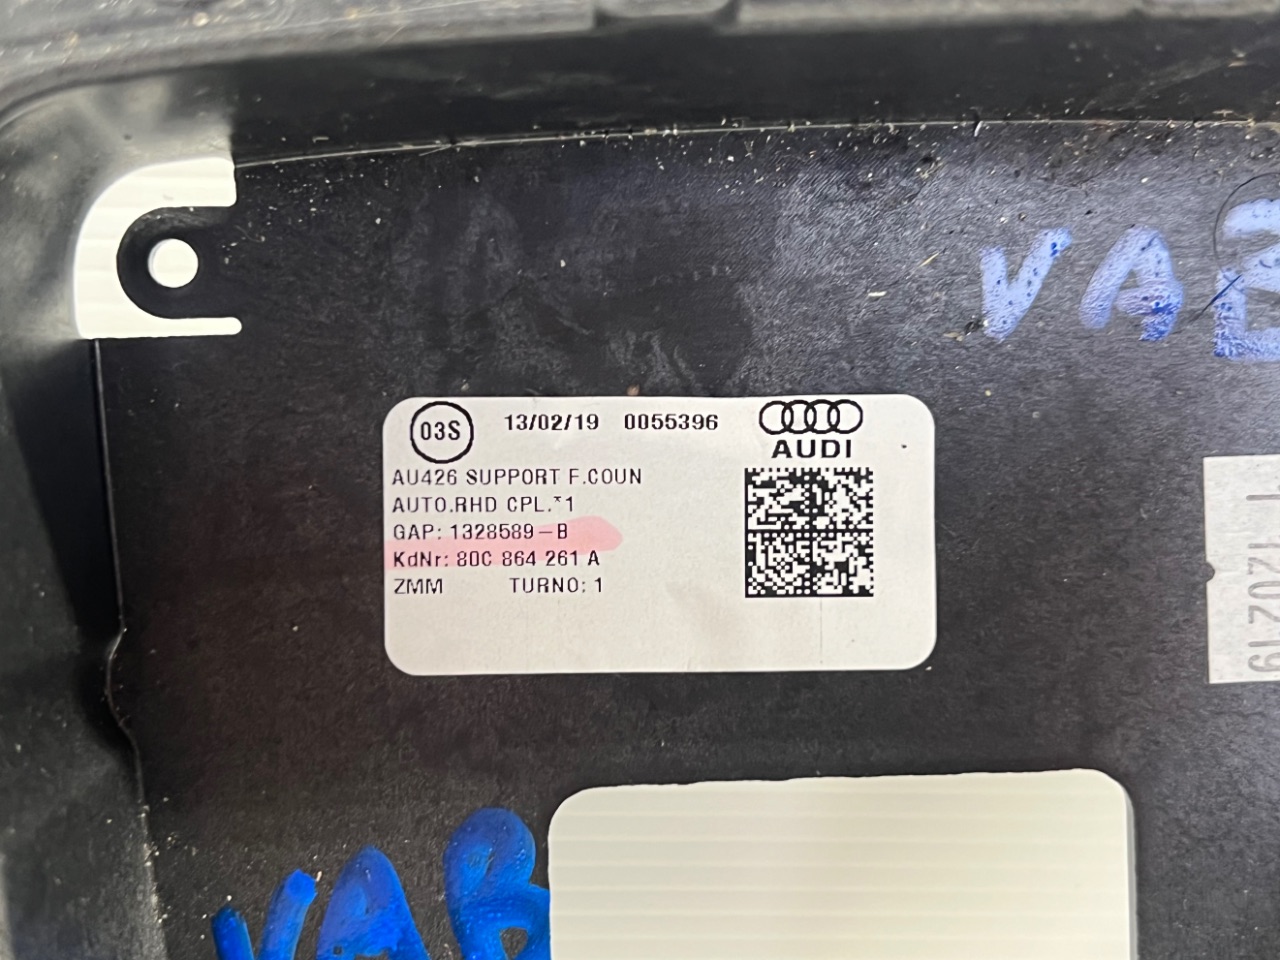 VAB
03S
13/02/19 0055396
AUDI
AU426 SUPPORT F.COUN
AUTO.RHD CPL.*1
GAP: 1328589-B
KdNr: 80C 864 261 A
ZMM TURNO: 1
120219
VAB